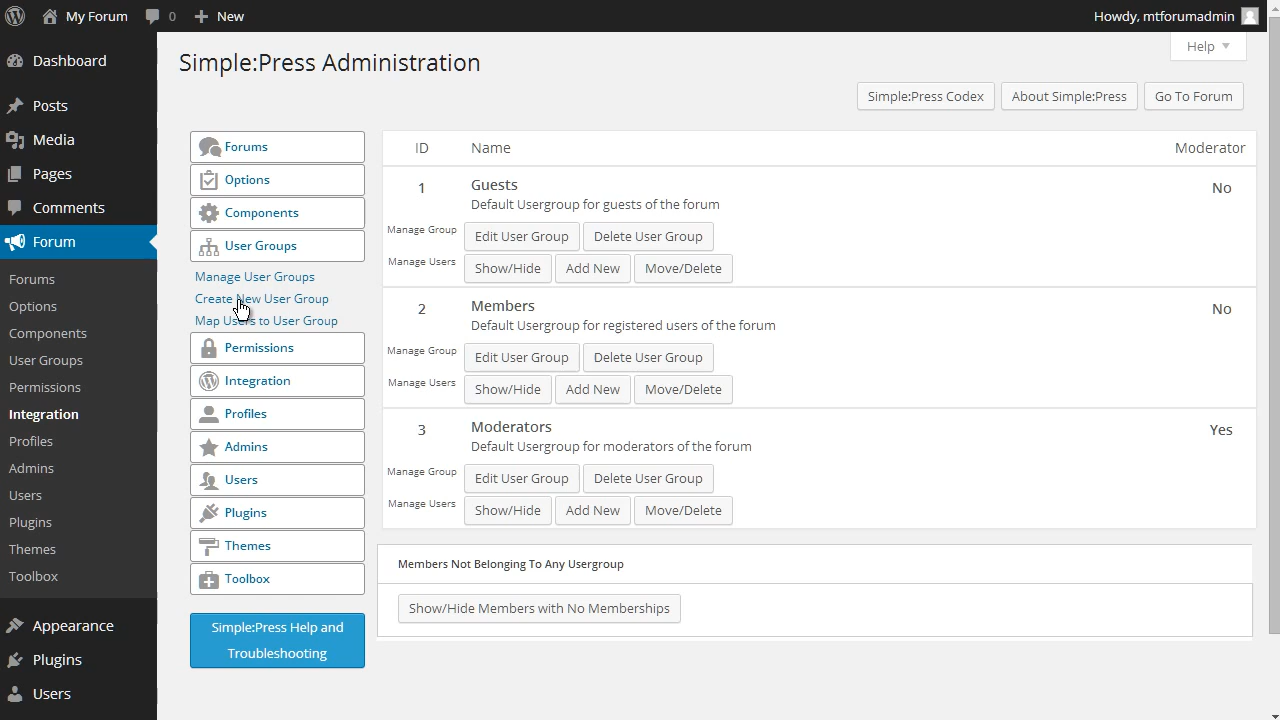 My Forum 0 New Howdy, mtforumadmin
Dashboard
Posts
Media
Pages
Comments
Forum
Forums
Options
Components
User Groups
Permissions
Integration
Profiles
Admins
Users
Plugins
Themes
Toolbox
Appearance
Plugins
Users
Help
Simple:Press Administration
Simple:Press Codex About Simple:Press Go To Forum
Forums
Options
Components
User Groups
Manage User Groups
Create New User Group
Map Users to User Group
Permissions
Integration
Profiles
Admins
Users
Plugins
Themes
Toolbox
Simple:Press Help and
Troubleshooting
ID Name Moderator
1 Guests No
Default Usergroup for guests of the forum
Manage Group Edit User Group Delete User Group
Manage Users Show/Hide Add New Move/Delete
2 Members No
Default Usergroup for registered users of the forum
Manage Group Edit User Group Delete User Group
Manage Users Show/Hide Add New Move/Delete
3 Moderators Yes
Default Usergroup for moderators of the forum
Manage Group Edit User Group Delete User Group
Manage Users Show/Hide Add New Move/Delete
Members Not Belonging To Any Usergroup
Show/Hide Members with No Memberships